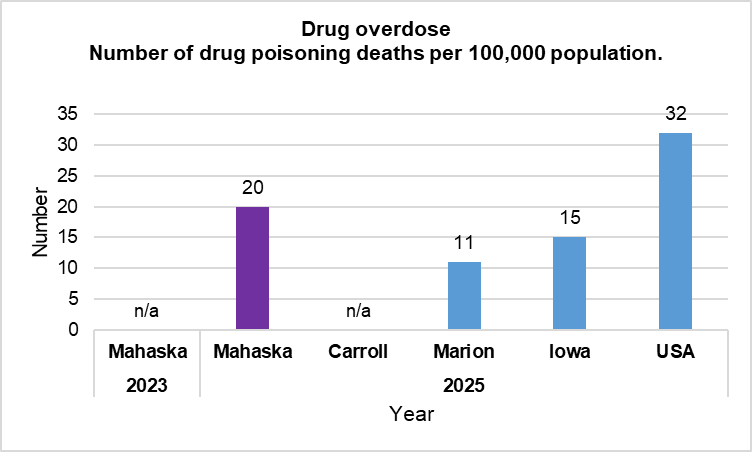 Drug overdose
Number of drug poisoning deaths per 100,000 population.
35
30
25
20
15
10
5
0
Number
n/a
20
n/a
11
15
32
Mahaska Mahaska Carroll Marion Iowa USA
2023 2025
Year